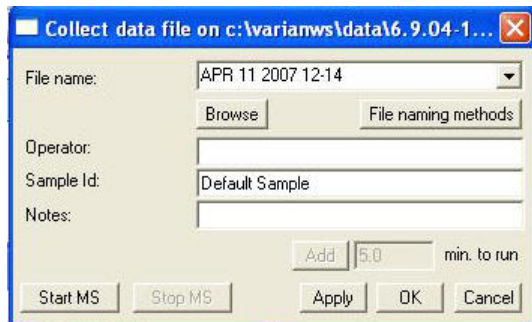 Collect data file on c:\varianws\data\6.9.04-1...
File name: APR 11 2007 12-14
Browse File naming methods
Operator:
Sample Id: Default Sample
Notes:
Add 5.0 min. to run
Start MS Stop MS Apply OK Cancel